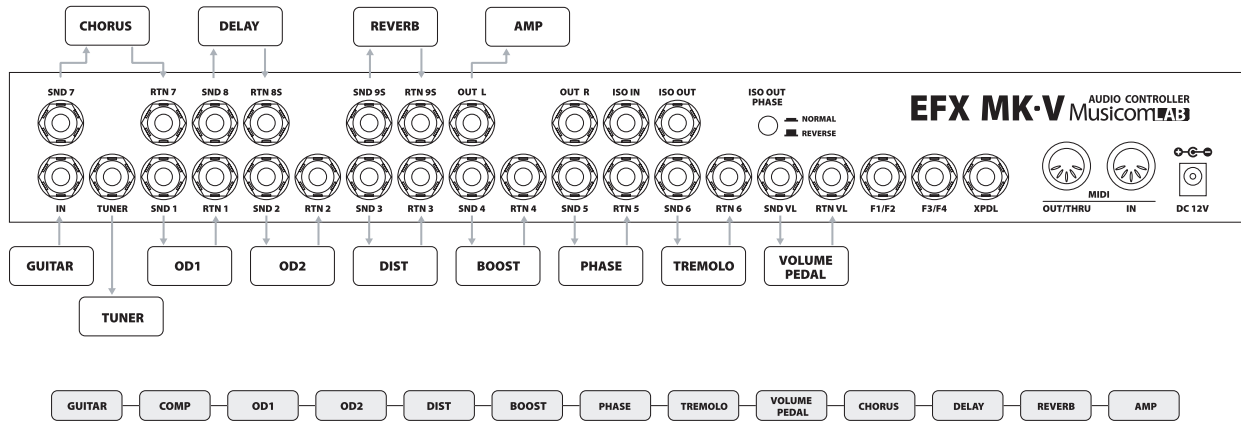 CHORUS
DELAY
REVERB
AMP
SND 7
RTN 7
SND 8
RTN 8S
SND 9S
RTN 9S
OUT L
OUT R
ISO IN
ISO OUT
ISO OUT
PHASE
NORMAL
REVERSE
EFX MK·V
AUDIO CONTROLLER
MusicomLAB
IN
TUNER
SND 1
RTN 1
SND 2
RTN 2
SND 3
RTN 3
SND 4
RTN 4
SND 5
RTN 5
SND 6
RTN 6
SND VL
RTN VL
F1/F2
F3/F4
XPDL
MIDI
OUT/THRU
IN
DC 12V
GUITAR
OD1
OD2
DIST
BOOST
PHASE
TREMOLO
VOLUME
PEDAL
TUNER
GUITAR
COMP
OD1
OD2
DIST
BOOST
PHASE
TREMOLO
VOLUME
PEDAL
CHORUS
DELAY
REVERB
AMP